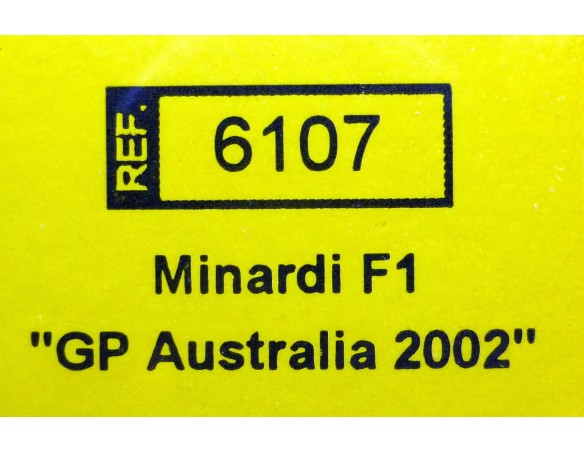 REF. 6107
Minardi F1
"GP Australia 2002"